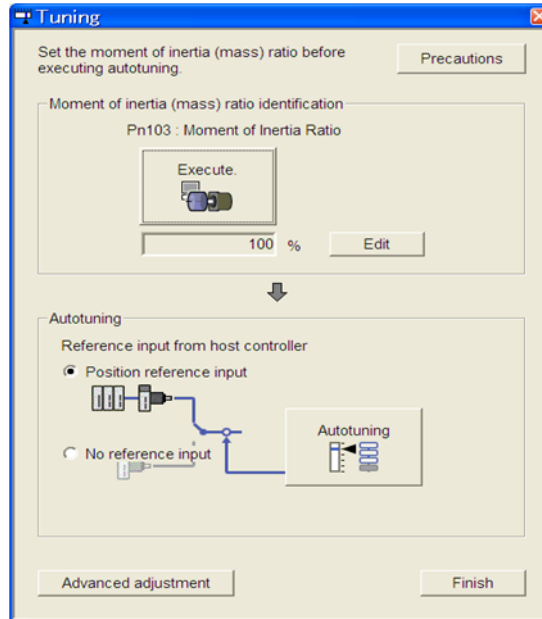 Tuning
Set the moment of inertia (mass) ratio before
executing autotuning.
Precautions
Moment of inertia (mass) ratio identification
Pn103 : Moment of Inertia Ratio
Execute.
100 %
Edit
Autotuning
Reference input from host controller
Position reference input
Autotuning
No reference input
Advanced adjustment
Finish